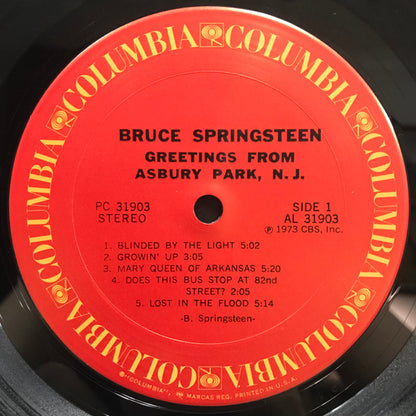 COLUMBIA COLUMBIA COLUMBIA COLUMBIA COLUMBIA COLUMBIA
BRUCE SPRINGSTEEN
GREETINGS FROM
ASBURY PARK, N. J.
PC 31903
STEREO
SIDE 1
AL 31903
Ⓟ 1973 CBS, Inc.
1. BLINDED BY THE LIGHT 5:02
2. GROWIN' UP 3:05
3. MARY QUEEN OF ARKANSAS 5:20
4. DOES THIS BUS STOP AT 82nd
STREET? 2:05
5. LOST IN THE FLOOD 5:14
-B. Springsteen-
"COLUMBIA", MARCAS REG. PRINTED IN U.S.A.